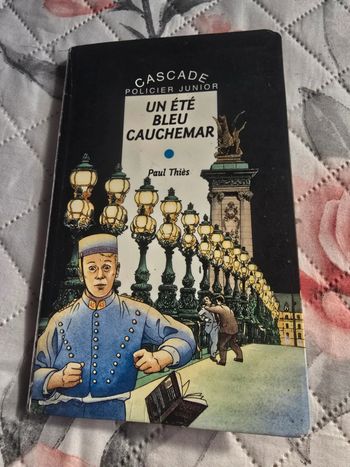 CASCADE
POLICIER JUNIOR
UN ÉTÉ
BLEU
CAUCHEMAR
Paul Thiès